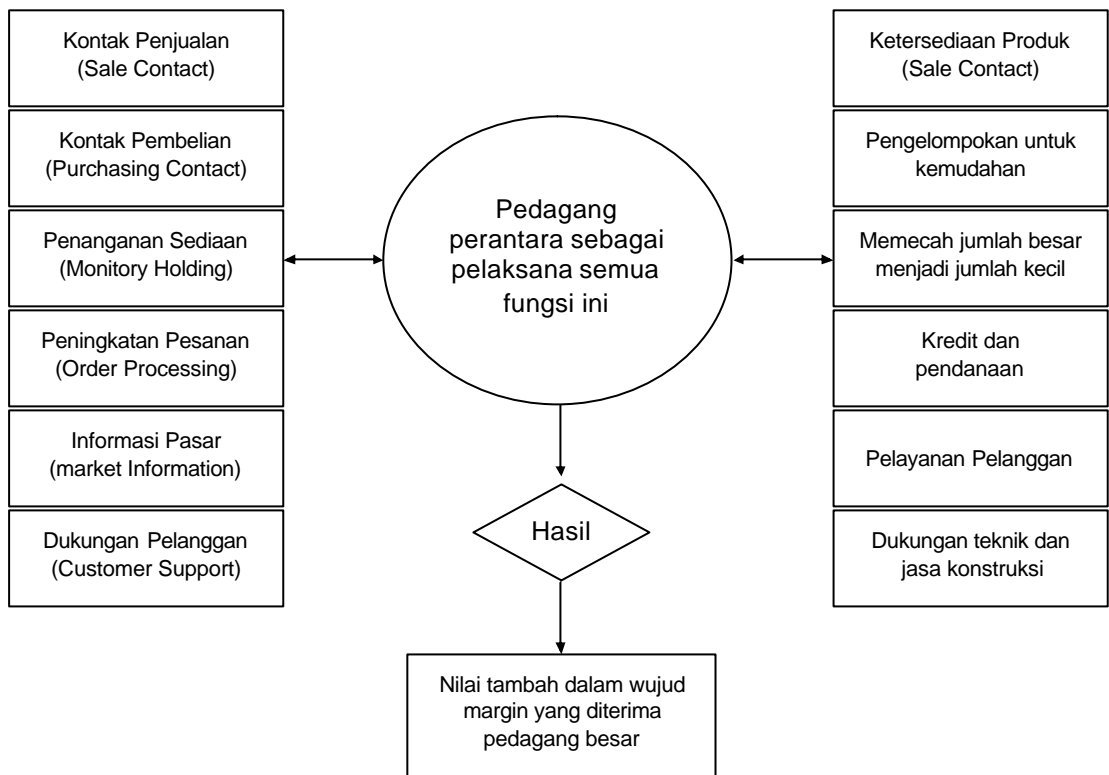 Kontak Penjualan
(Sale Contact)
Kontak Pembelian
(Purchasing Contact)
Penanganan Sediaan
(Monitory Holding)
Peningkatan Pesanan
(Order Processing)
Informasi Pasar
(market Information)
Dukungan Pelanggan
(Customer Support)
Pedagang
perantara sebagai
pelaksana semua
fungsi ini
Hasil
Nilai tambah dalam wujud
margin yang diterima
pedagang besar
Ketersediaan Produk
(Sale Contact)
Pengelompokan untuk
kemudahan
Memecah jumlah besar
menjadi jumlah kecil
Kredit dan
pendanaan
Pelayanan Pelanggan
Dukungan teknik dan
jasa konstruksi